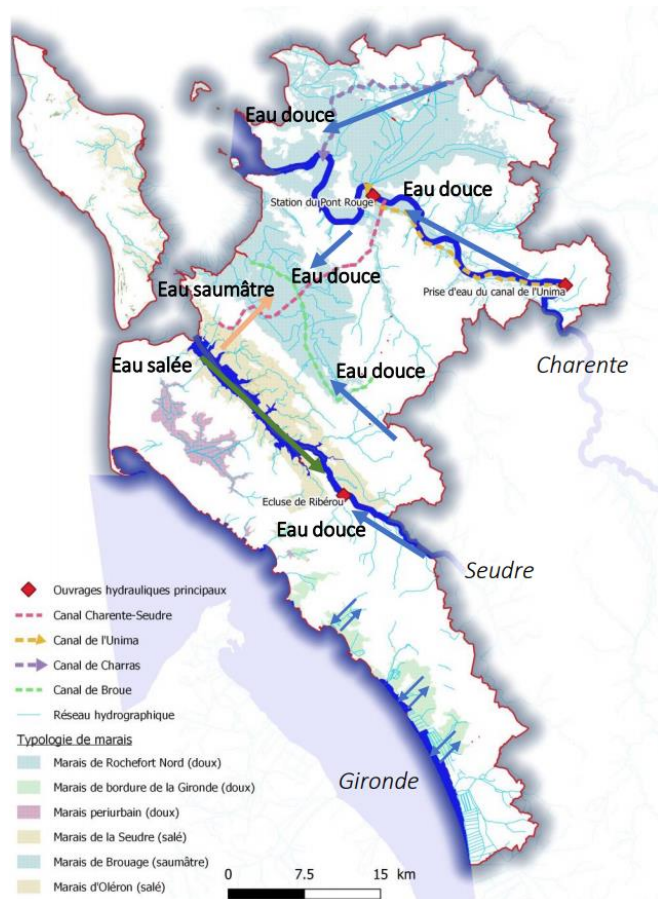 Eau douce
Eau douce
Station du Pont Rouge
Eau douce
Eau saumâtre
Prise d'eau du canal de l'Unima
Charente
Eau salée
Eau douce
Ecluse de Ribérou
Eau douce
Seudre
Ouvrages hydrauliques principaux
Canal Charente-Seudre
Canal de l'Unima
Canal de Charras
Canal de Broue
Réseau hydrographique
Typologie de marais
Marais de Rochefort Nord (doux)
Marais de bordure de la Gironde (doux)
Marais periurbain (doux)
Marais de la Seudre (salé)
Marais de Brouage (saumâtre)
Marais d'Oléron (salé)
Gironde
0 7.5 15 km